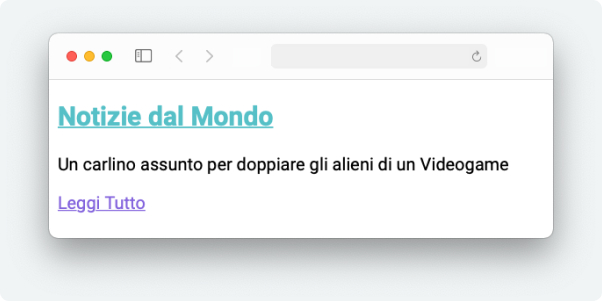 Notizie dal Mondo
Un carlino assunto per doppiare gli alieni di un Videogame
Leggi Tutto